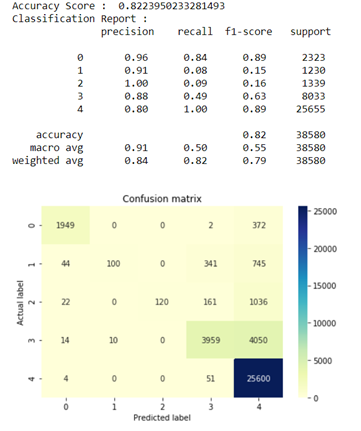 Accuracy Score : 0.8223950233281493
Classification Report :
precision recall f1-score support
0 0.96 0.84 0.89 2323
1 0.91 0.08 0.15 1230
2 1.00 0.09 0.16 1339
3 0.88 0.49 0.63 8033
4 0.80 1.00 0.89 25655
accuracy 0.82 38580
macro avg 0.91 0.50 0.55 38580
weighted avg 0.84 0.82 0.79 38580
Confusion matrix
0 1949 0 0 2 372
1 44 100 0 341 745
2 22 0 120 161 1036
3 14 10 0 3959 4050
4 4 0 0 51 25600
0 1 2 3 4
Predicted label
Actual label
25000
20000
15000
10000
5000
0